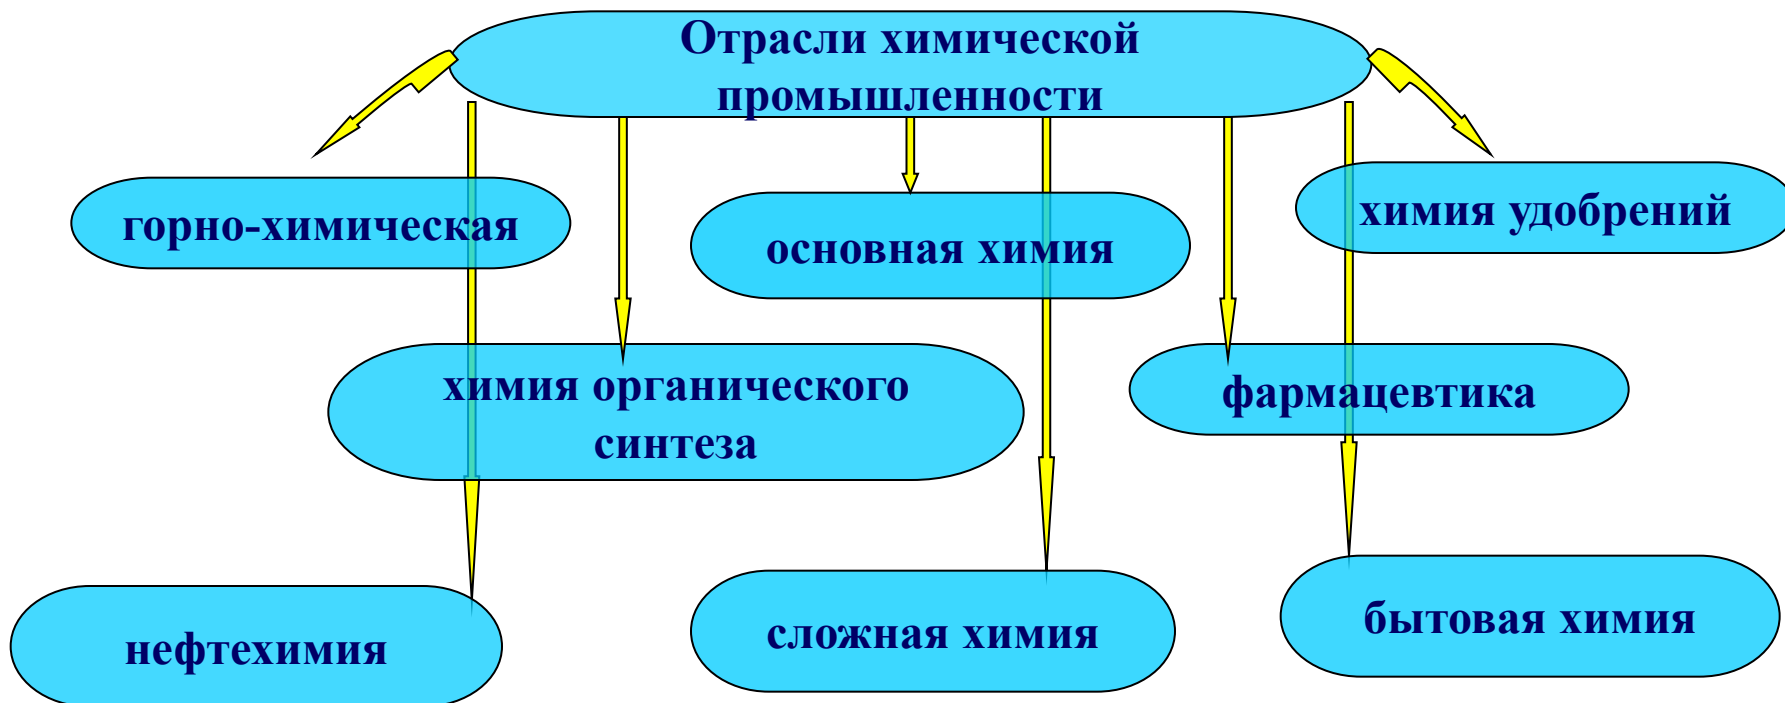 Отрасли химической
промышленности
горно-химическая
основная химия
химия удобрений
химия органического
синтеза
фармацевтика
нефтехимия
сложная химия
бытовая химия